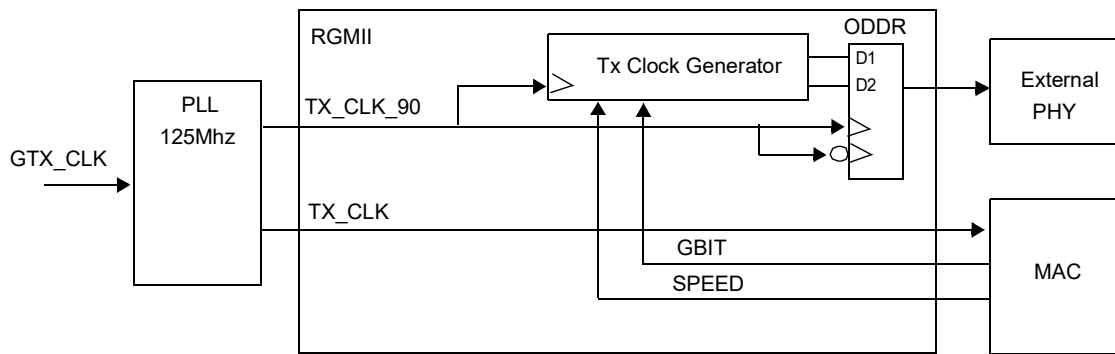 RGMII
ODDR
Tx Clock Generator
D1
D2
External
PHY
PLL
125Mhz
TX_CLK_90
GTX_CLK
TX_CLK
GBIT
SPEED
MAC